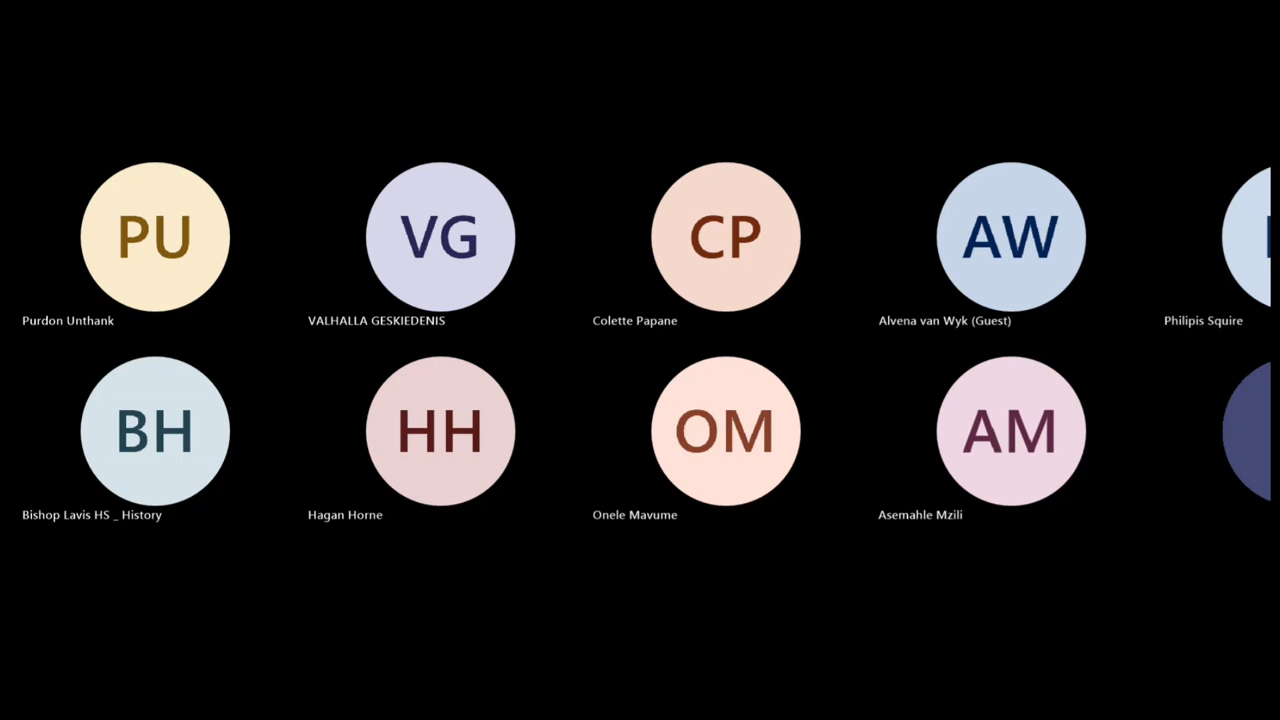 PU
VG
CP
AW
Purdon Unthank
VALHALLA GESKIEDENIS
Colette Papane
Alvena van Wyk (Guest)
Philipis Squire
BH
HH
OM
AM
Bishop Lavis HS _ History
Hagan Horne
Onele Mavume
Asemahle Mzili